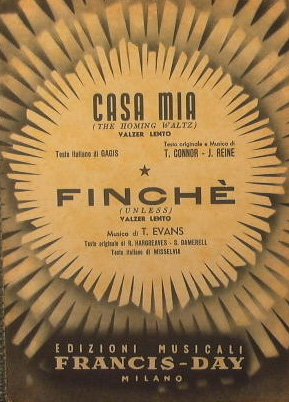 CASA MIA
(THE HOMING WALTZ)
VALZER LENTO
Testo italiano di GAGIS
Testo originale e Musica di
T. CONNOR - J. REINE
FINCHÈ
(UNLESS)
VALZER LENTO
Musica di T. EVANS
Testo originale di R. HARGREAVES - S. DAMERELL
Testo italiano di MISSELVIA
EDIZIONI MUSICALI
FRANCIS-DAY
MILANO